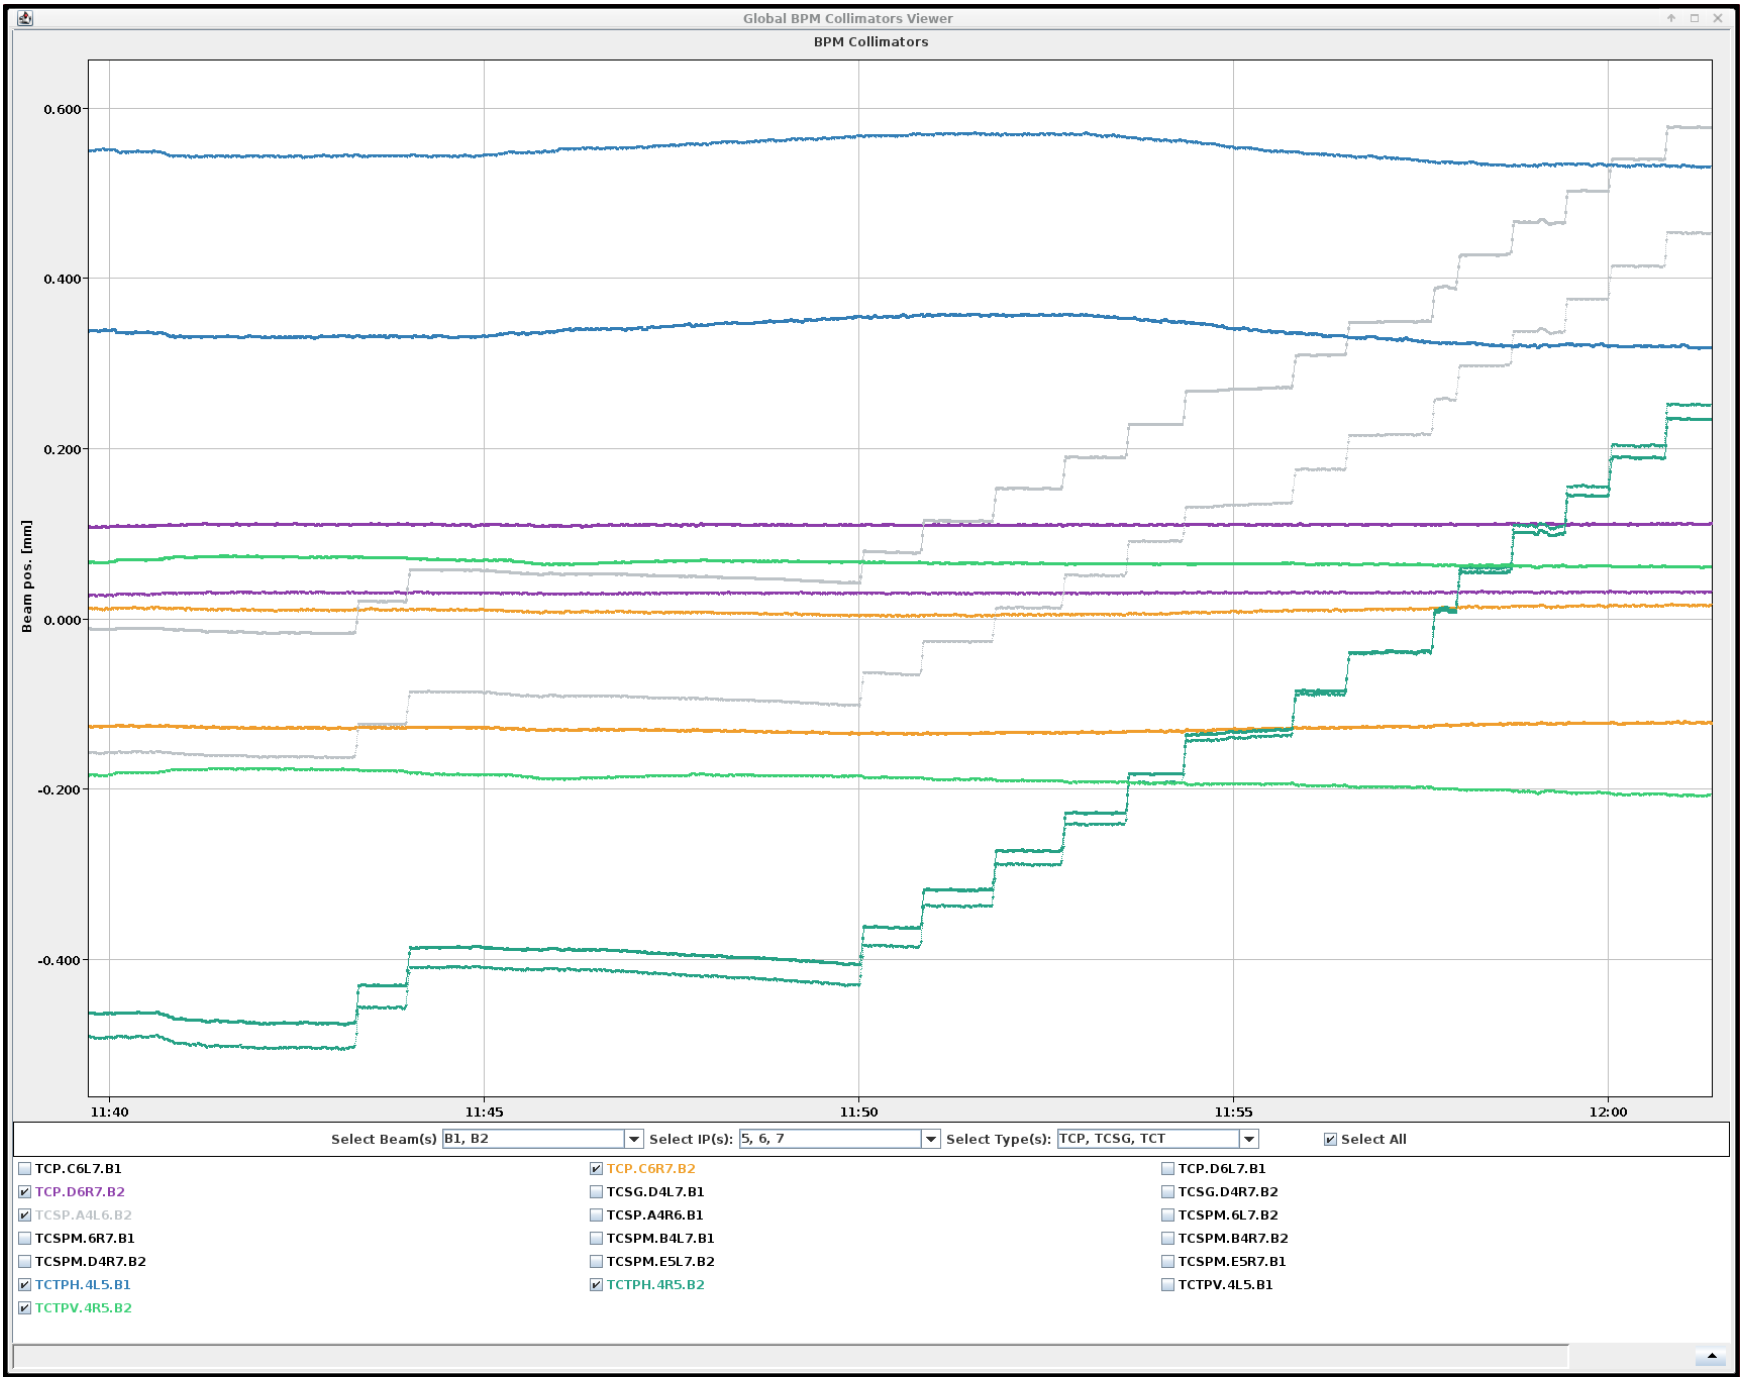 Global BPM Collimators Viewer
BPM Collimators
0.600
0.400
0.200
0.000
-0.200
-0.400
Beam pos. [mm]
11:40 11:45 11:50 11:55 12:00
Select Beam(s) B1, B2 Select IP(s): 5, 6, 7 Select Type(s): TCP, TCSG, TCT Select All
TCP.C6L7.B1 TCP.C6R7.B2 TCP.D6L7.B1
TCP.D6R7.B2 TCSG.D4L7.B1 TCSG.D4R7.B2
TCSP.A4L6.B2 TCSP.A4R6.B1 TCSPM.6L7.B2
TCSPM.6R7.B1 TCSPM.B4L7.B1 TCSPM.B4R7.B2
TCSPM.D4R7.B2 TCSPM.E5L7.B2 TCSPM.E5R7.B1
TCTPH.4L5.B1 TCTPH.4R5.B2 TCTPV.4L5.B1
TCTPV.4R5.B2